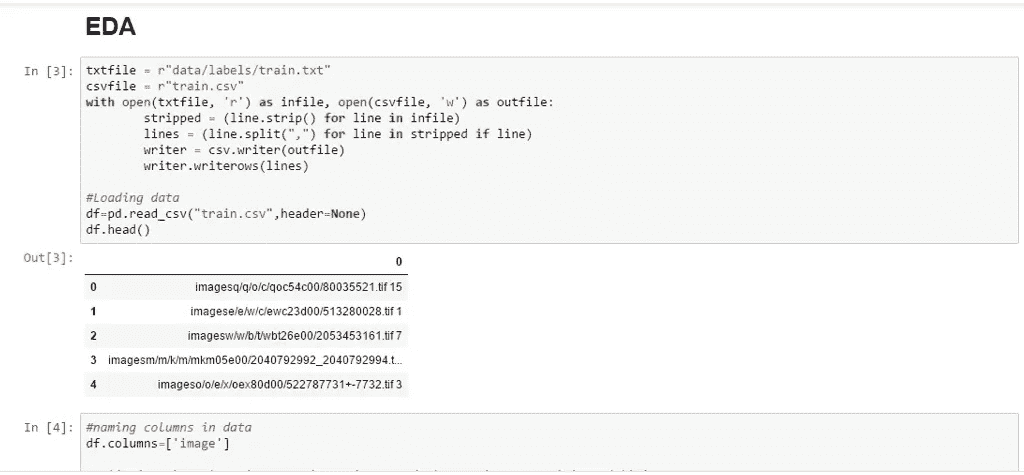 EDA
In [3]: txtfile = r"data/labels/train.txt"
csvfile = r"train.csv"
with open(txtfile, 'r') as infile, open(csvfile, 'w') as outfile:
stripped = (line.strip() for line in infile)
lines = (line.split(",") for line in stripped if line)
writer = csv.writer(outfile)
writer.writerows(lines)
#Loading data
df=pd.read_csv("train.csv",header=None)
df.head()
Out[3]:
0
0 imagesq/q/o/c/qoc54c00/80035521.tif 15
1 imagese/e/w/c/ewc23d00/513280028.tif 1
2 imagesw/w/b/t/wbt26e00/2053453161.tif 7
3 imagesm/m/k/m/mkm05e00/2040792992_2040792994.t...
4 imageso/o/e/x/oex80d00/522787731+-7732.tif 3
In [4]: #naming columns in data
df.columns=['image']